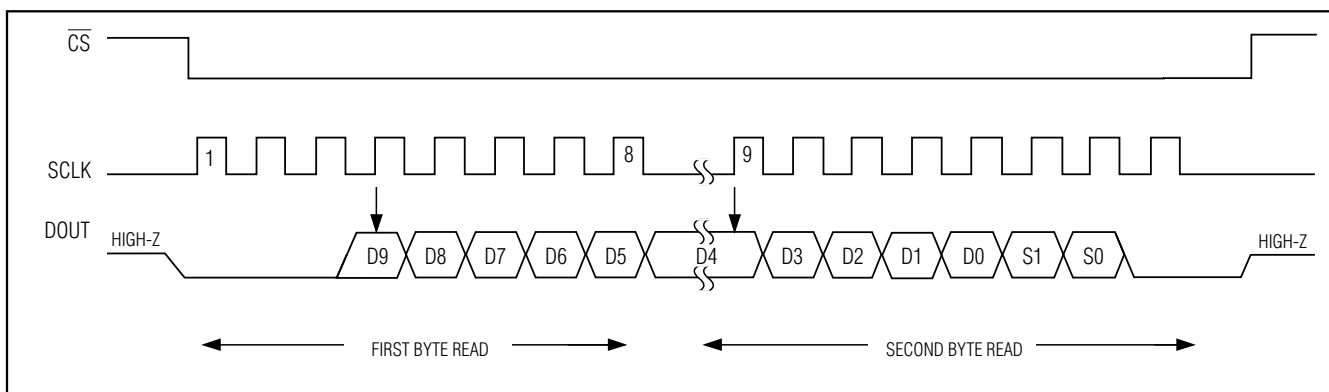 C̅S̅
1 8 9
SCLK
DOUT
HIGH-Z D9 D8 D7 D6 D5 D4 D3 D2 D1 D0 S1 S0 HIGH-Z
FIRST BYTE READ SECOND BYTE READ